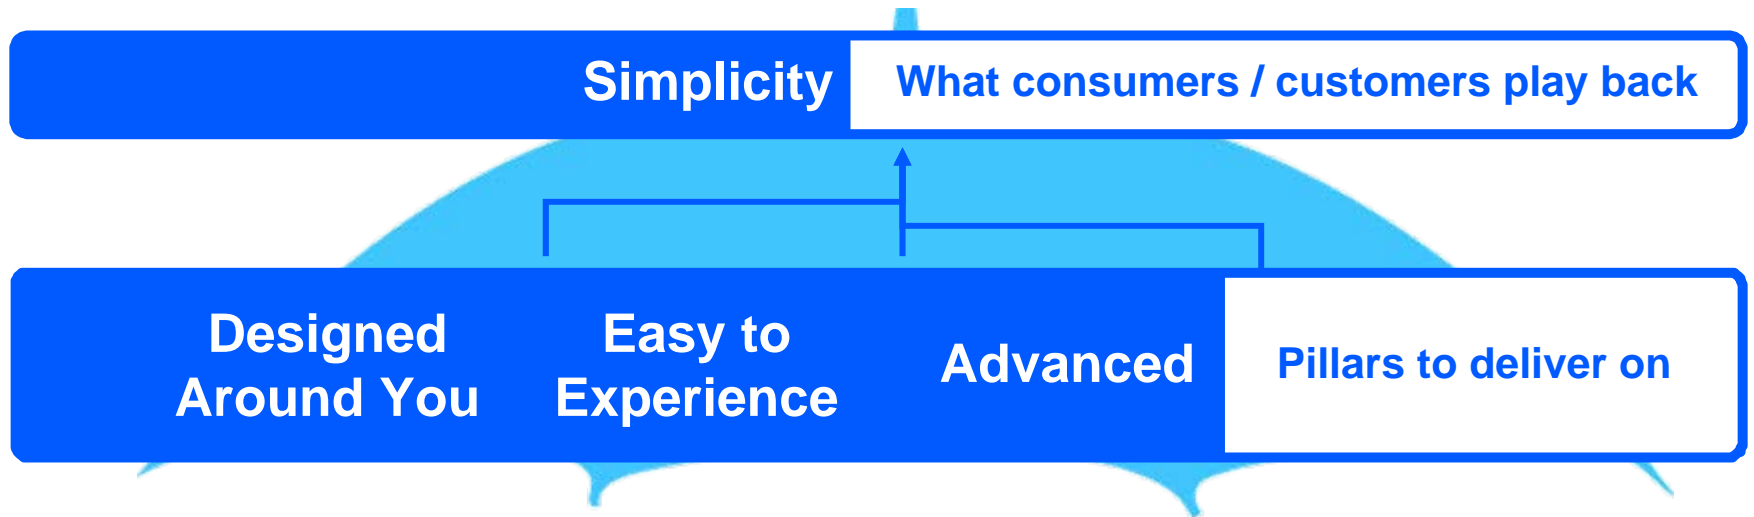 Simplicity
What consumers / customers play back
Designed
Around You
Easy to
Experience
Advanced
Pillars to deliver on